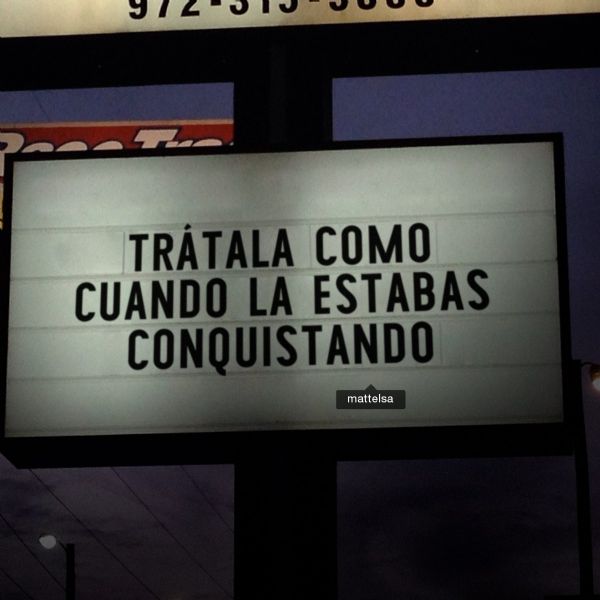 TRÁTALA COMO
CUANDO LA ESTABAS
CONQUISTANDO
mattelsa